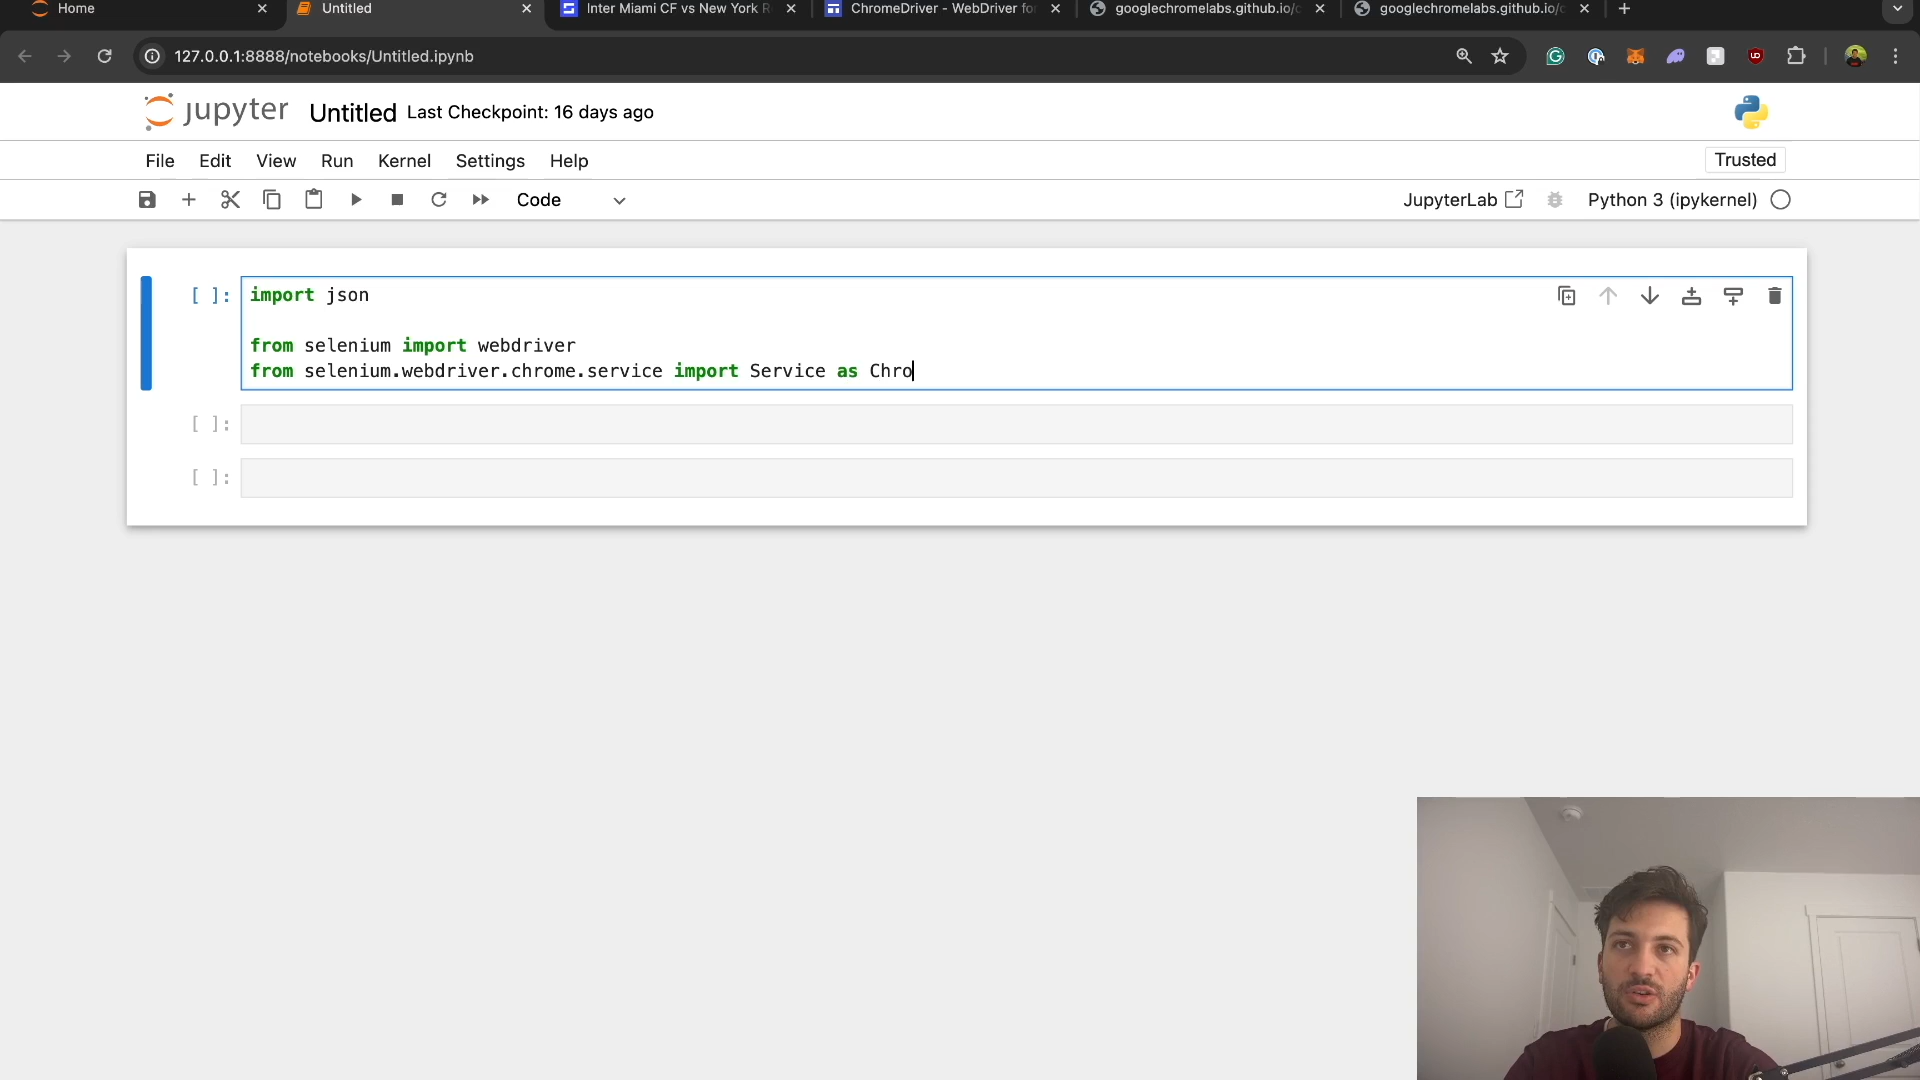 Home
Untitled
Inter Miami CF vs New York R
ChromeDriver - WebDriver fo
googlechromelabs.github.io/c
googlechromelabs.github.io/c
127.0.0.1:8888/notebooks/Untitled.ipynb
jupyter Untitled Last Checkpoint: 16 days ago
File Edit View Run Kernel Settings Help
Trusted
Code
JupyterLab
Python 3 (ipykernel)
[ ]:
import json
from selenium import webdriver
from selenium.webdriver.chrome.service import Service as Chro
[ ]:
[ ]: